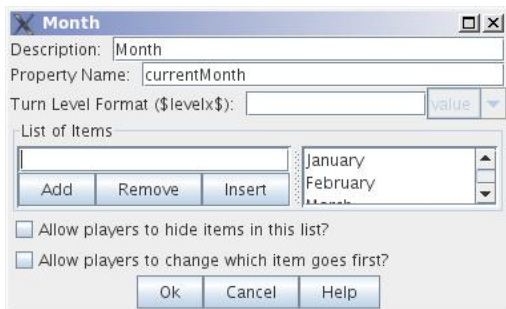 Month
Description: Month
Property Name: currentMonth
Turn Level Format ($levelx$): value
List of Items
January
Add Remove Insert February
March
Allow players to hide items in this list?
Allow players to change which item goes first?
Ok Cancel Help